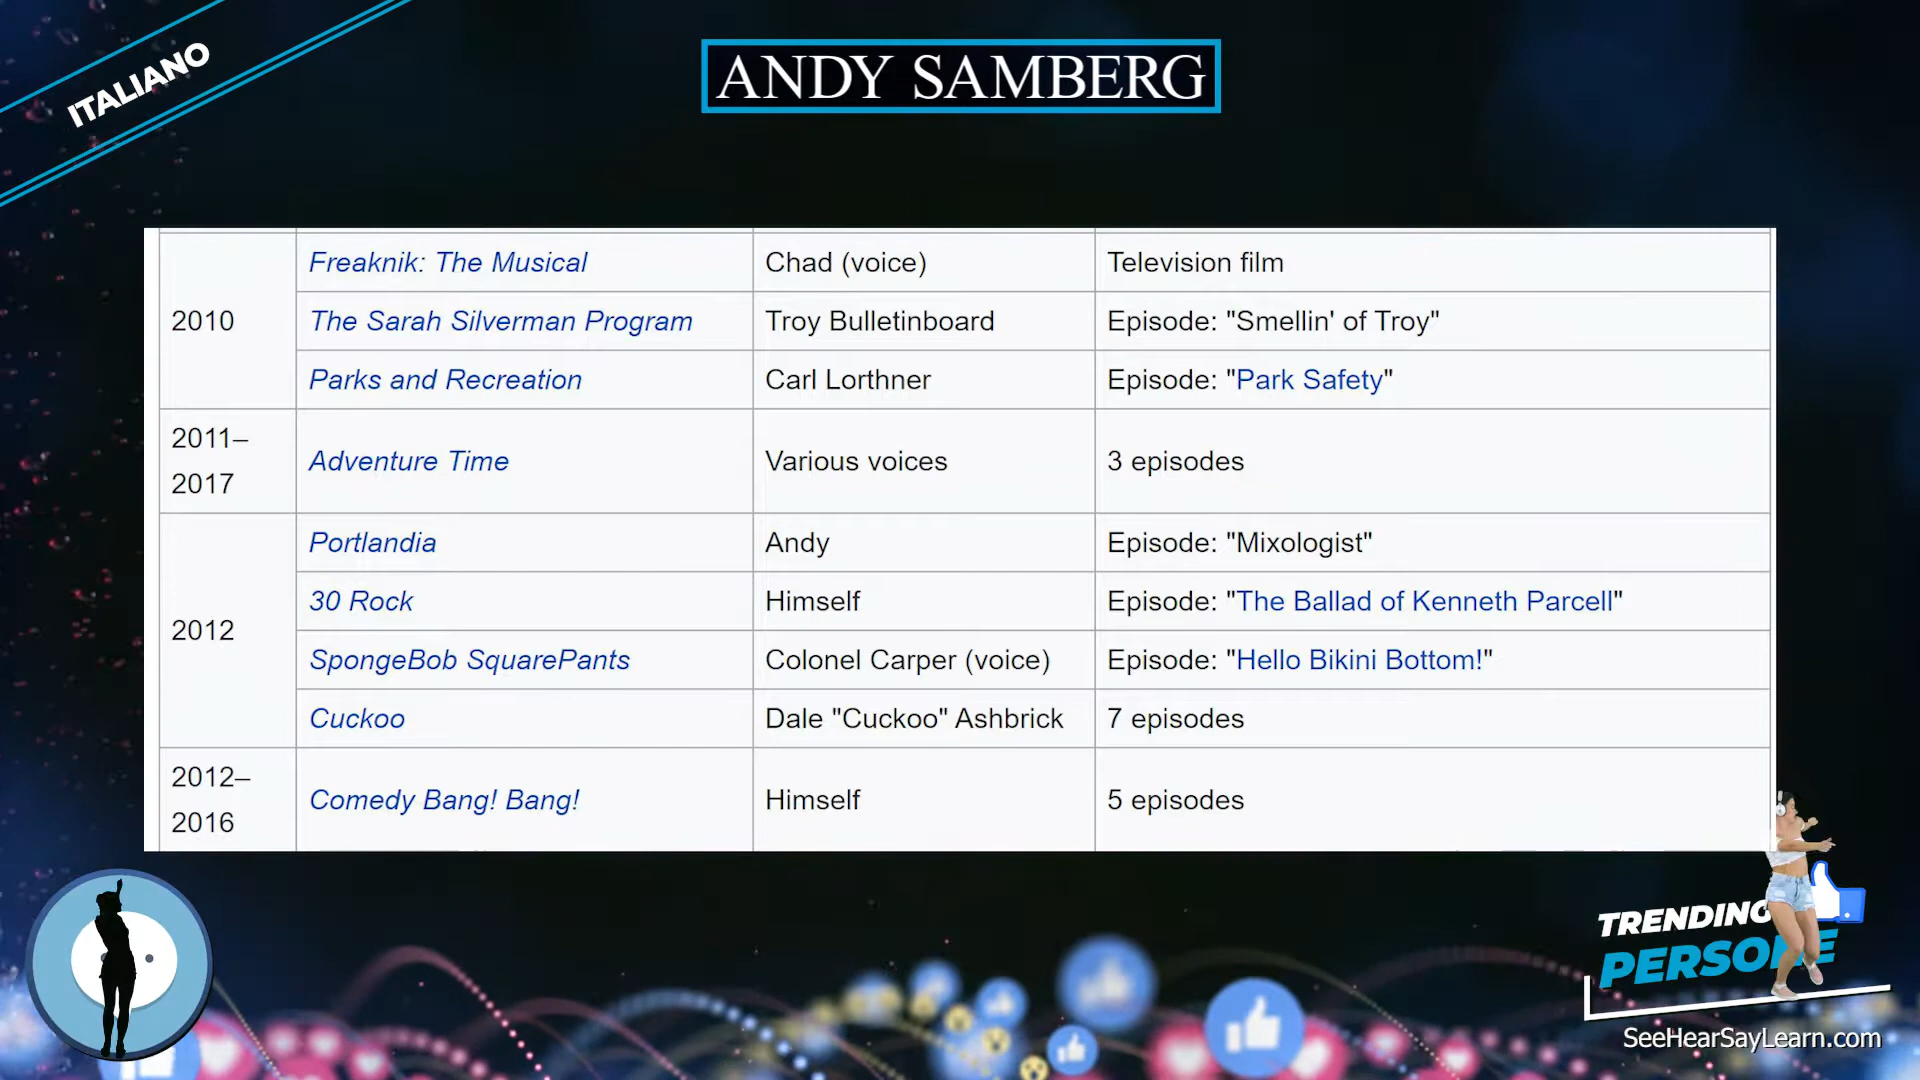 ITALIANO
ANDY SAMBERG
2010
Freaknik: The Musical
Chad (voice)
Television film
The Sarah Silverman Program
Troy Bulletinboard
Episode: "Smellin' of Troy"
Parks and Recreation
Carl Lorthner
Episode: "Park Safety"
2011–
2017
Adventure Time
Various voices
3 episodes
2012
Portlandia
Andy
Episode: "Mixologist"
30 Rock
Himself
Episode: "The Ballad of Kenneth Parcell"
SpongeBob SquarePants
Colonel Carper (voice)
Episode: "Hello Bikini Bottom!"
Cuckoo
Dale "Cuckoo" Ashbrick
7 episodes
2012–
2016
Comedy Bang! Bang!
Himself
5 episodes
TRENDING
PERSONE
SeeHearSayLearn.com